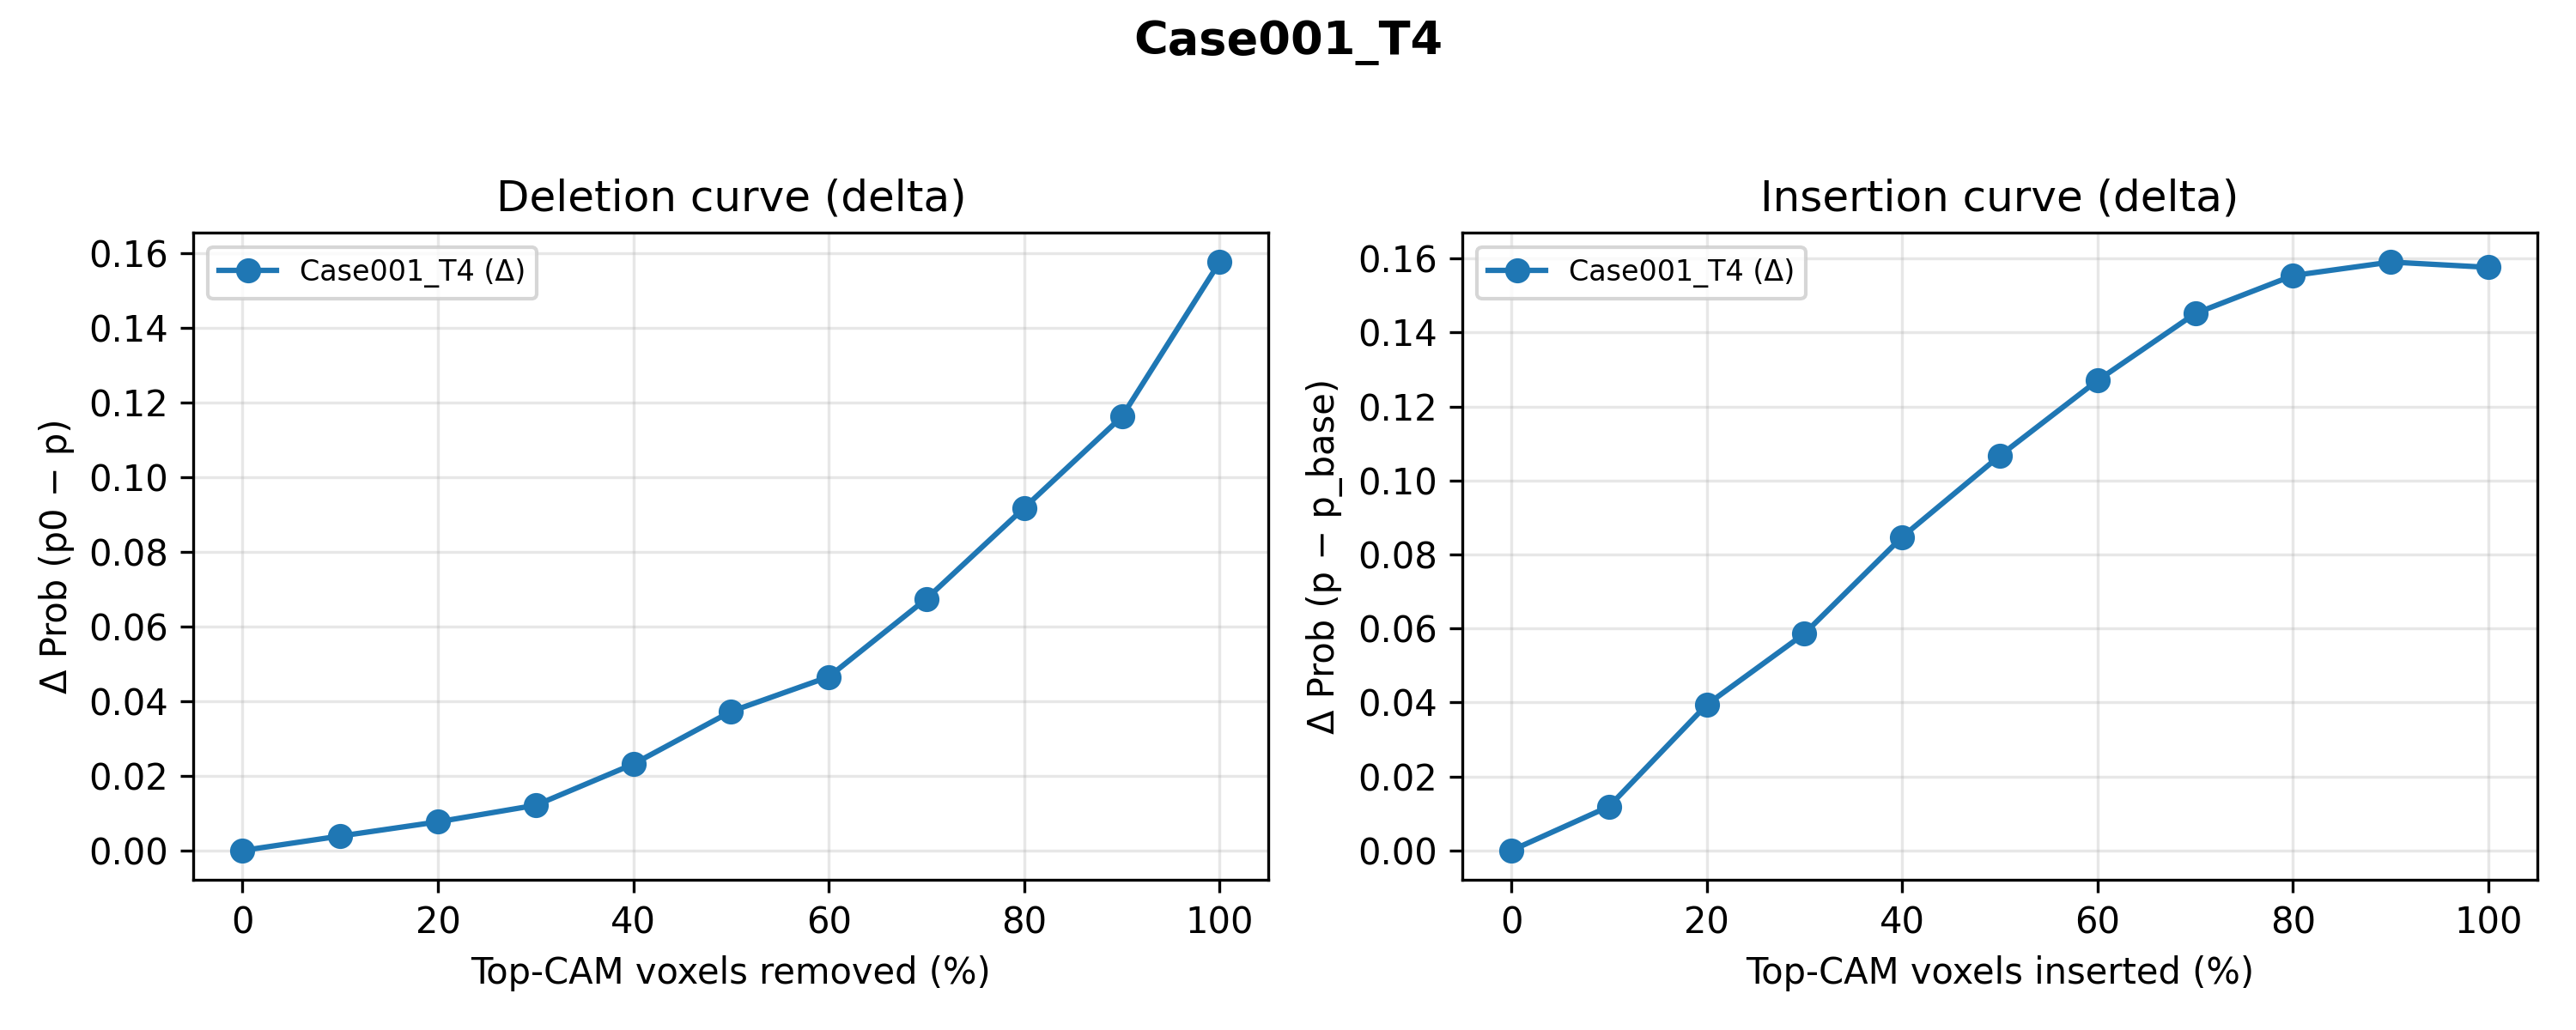 Case001_T4
Deletion curve (delta)
Δ Prob (p0 − p)
0.16
0.14
0.12
0.10
0.08
0.06
0.04
0.02
0.00
Case001_T4 (Δ)
0 20 40 60 80 100
Top-CAM voxels removed (%)
Insertion curve (delta)
Δ Prob (p − p_base)
0.16
0.14
0.12
0.10
0.08
0.06
0.04
0.02
0.00
Case001_T4 (Δ)
0 20 40 60 80 100
Top-CAM voxels inserted (%)